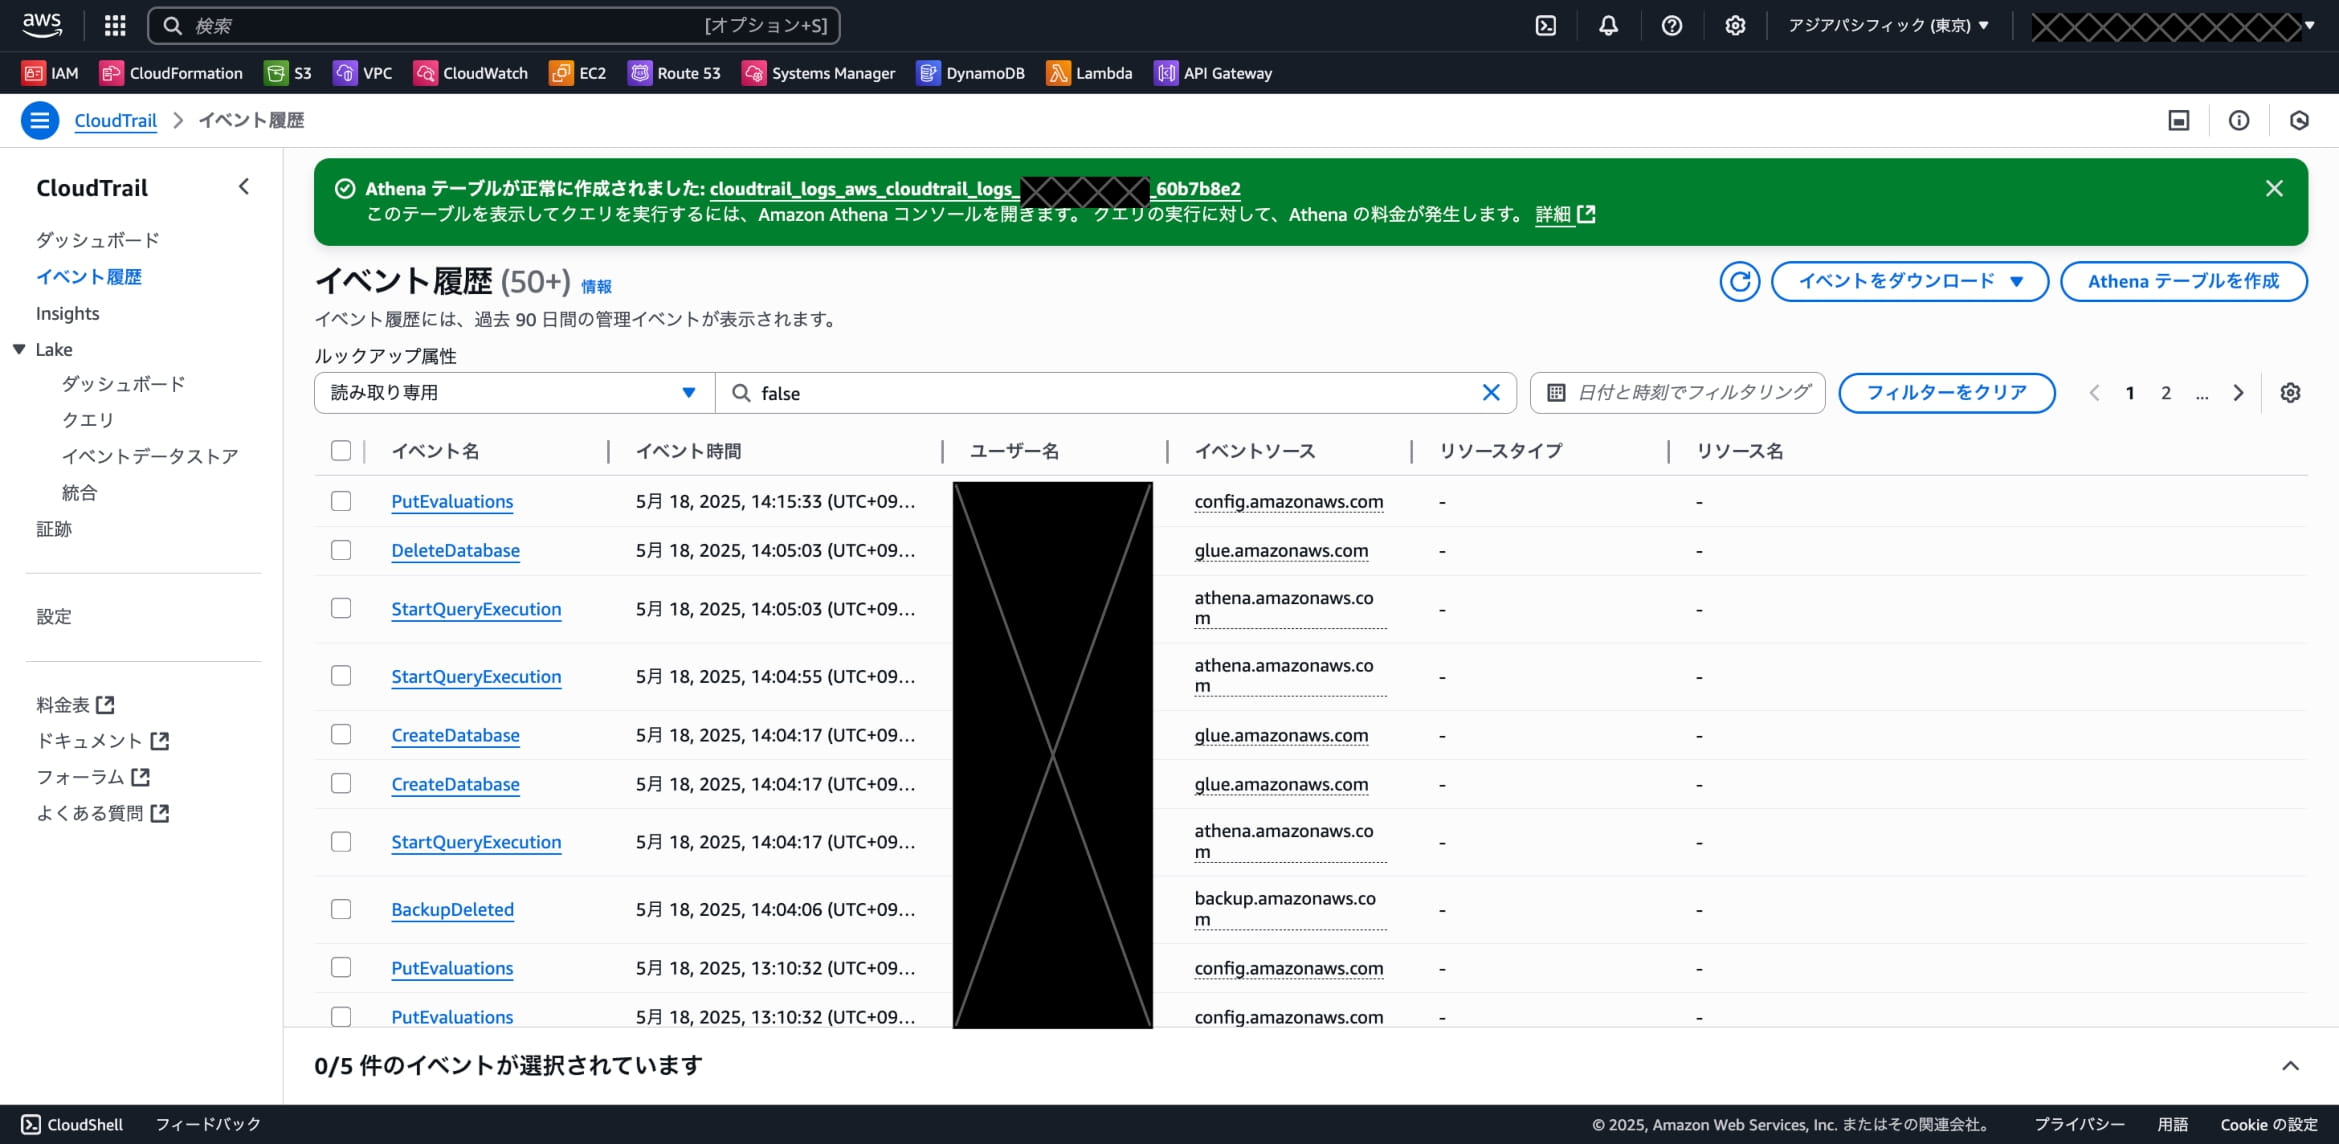 aws
検索
[オプション+S]
アジアパシフィック (東京)
IAM
CloudFormation
S3
VPC
CloudWatch
EC2
Route 53
Systems Manager
DynamoDB
Lambda
API Gateway
CloudTrail
イベント履歴
CloudTrail
ダッシュボード
イベント履歴
Insights
Lake
ダッシュボード
クエリ
イベントデータストア
統合
証跡
設定
料金表
ドキュメント
フォーラム
よくある質問
Athena テーブルが正常に作成されました: cloudtrail_logs_aws_cloudtrail_logs_ _60b7b8e2
このテーブルを表示してクエリを実行するには、Amazon Athena コンソールを開きます。 クエリの実行に対して、Athena の料金が発生します。 詳細
イベント履歴 (50+) 情報
イベントをダウンロード
Athena テーブルを作成
イベント履歴には、過去 90 日間の管理イベントが表示されます。
ルックアップ属性
読み取り専用
false
日付と時刻でフィルタリング
フィルターをクリア
1 2 ...
イベント名 イベント時間 ユーザー名 イベントソース リソースタイプ リソース名
PutEvaluations 5月 18, 2025, 14:15:33 (UTC+09... config.amazonaws.com - -
DeleteDatabase 5月 18, 2025, 14:05:03 (UTC+09... glue.amazonaws.com - -
StartQueryExecution 5月 18, 2025, 14:05:03 (UTC+09... athena.amazonaws.co
m - -
StartQueryExecution 5月 18, 2025, 14:04:55 (UTC+09... athena.amazonaws.co
m - -
CreateDatabase 5月 18, 2025, 14:04:17 (UTC+09... glue.amazonaws.com - -
CreateDatabase 5月 18, 2025, 14:04:17 (UTC+09... glue.amazonaws.com - -
StartQueryExecution 5月 18, 2025, 14:04:17 (UTC+09... athena.amazonaws.co
m - -
BackupDeleted 5月 18, 2025, 14:04:06 (UTC+09... backup.amazonaws.co
m - -
PutEvaluations 5月 18, 2025, 13:10:32 (UTC+09... config.amazonaws.com - -
PutEvaluations 5月 18, 2025, 13:10:32 (UTC+09... config.amazonaws.com - -
0/5 件のイベントが選択されています
CloudShell
フィードバック
© 2025, Amazon Web Services, Inc. またはその関連会社。
プライバシー
用語
Cookie の設定